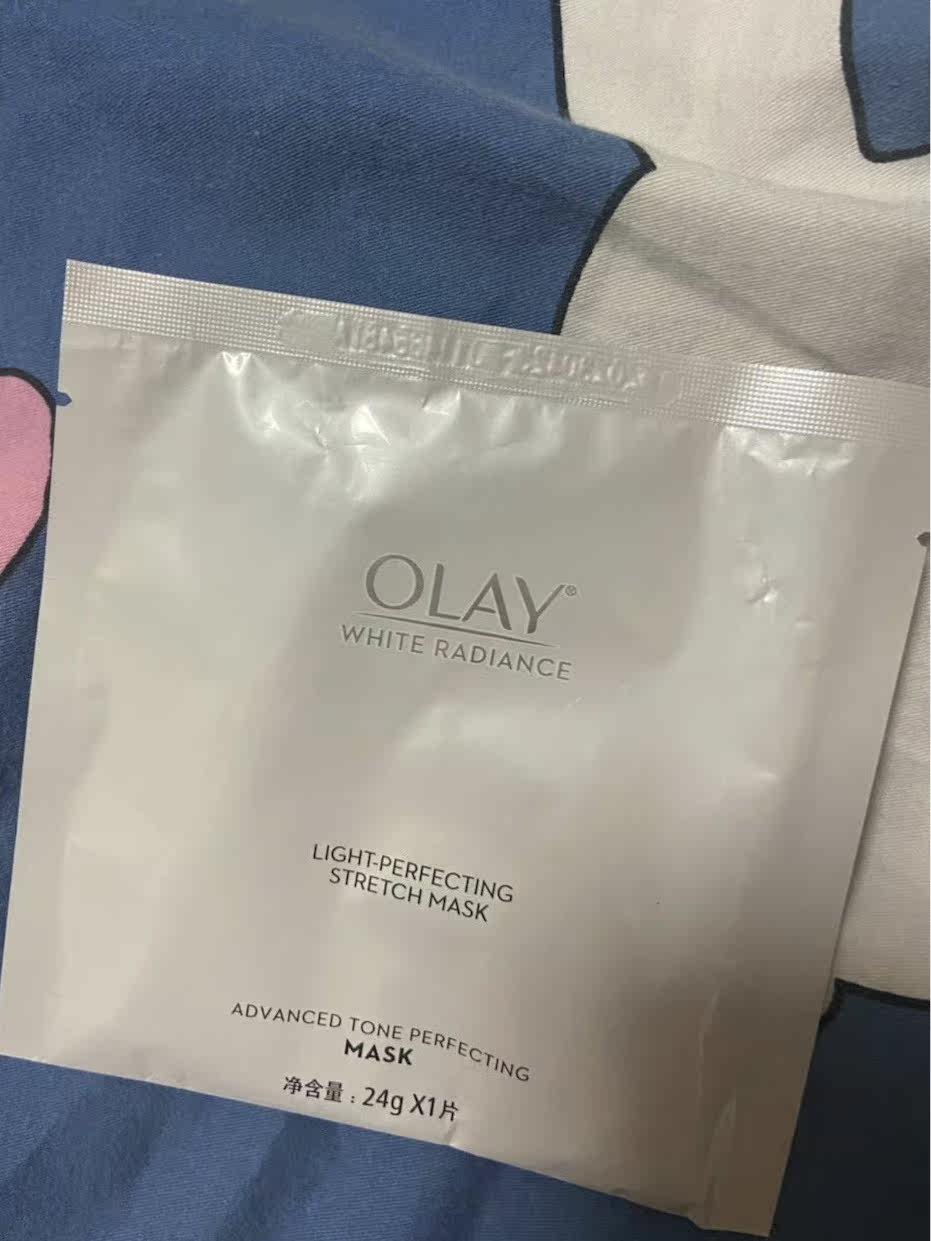 OLAY®
WHITE RADIANCE
LIGHT-PERFECTING
STRETCH MASK
ADVANCED TONE PERFECTING
MASK
净含量：24g X1片